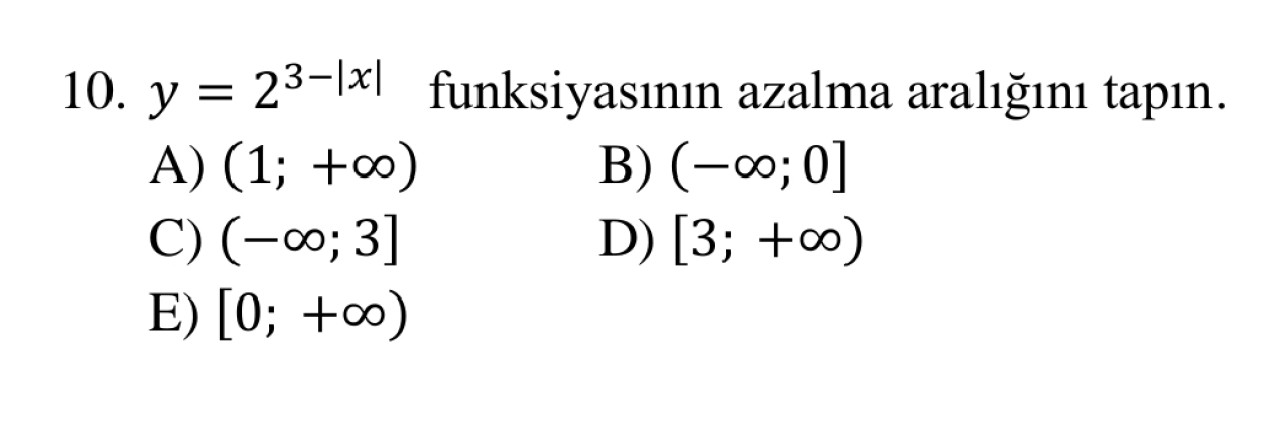 10. y = 2^{3−|x|} funksiyasının azalma aralığını tapın.
A) (1; +∞) B) (−∞; 0]
C) (−∞; 3] D) [3; +∞)
E) [0; +∞)